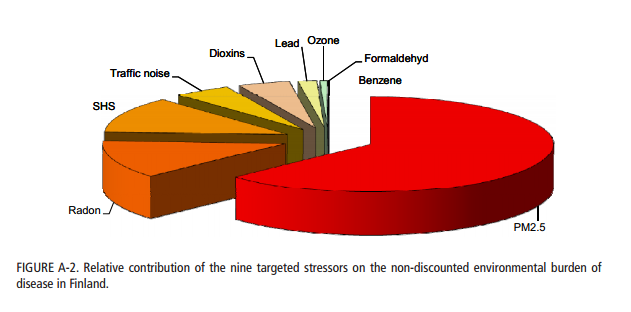 Lead
Ozone
Dioxins
Formaldehyd
Traffic noise
Benzene
SHS
Radon
PM2.5
FIGURE A-2. Relative contribution of the nine targeted stressors on the non-discounted environmental burden of
disease in Finland.